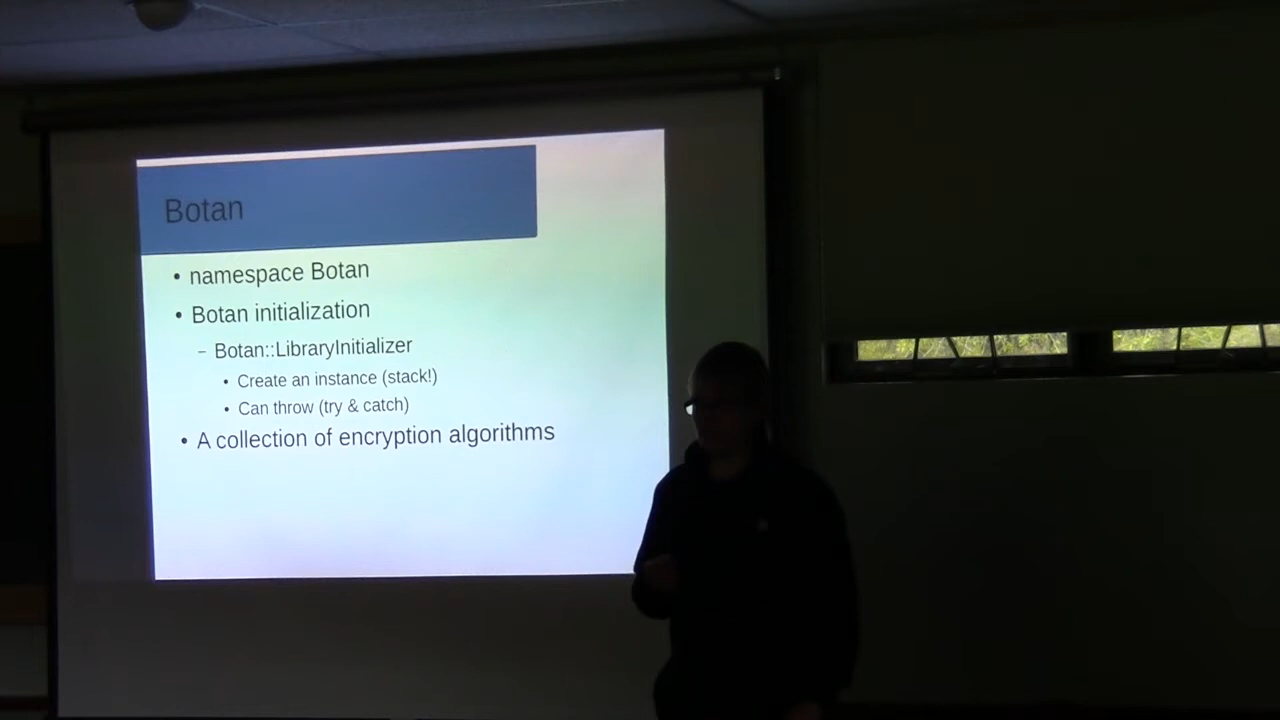 Botan
• namespace Botan
• Botan initialization
– Botan::LibraryInitializer
• Create an instance (stack!)
• Can throw (try & catch)
• A collection of encryption algorithms